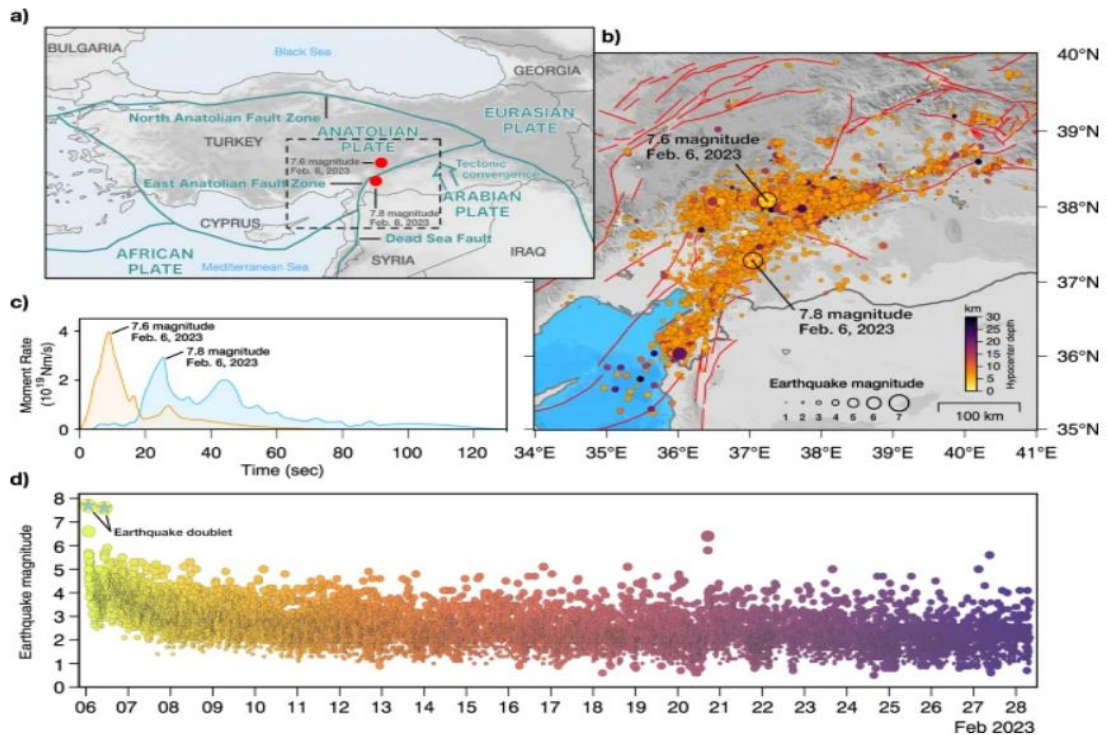 a)
BULGARIA
Black Sea
GEORGIA
North Anatolian Fault Zone
ANATOLIAN
PLATE
EURASIAN
PLATE
TURKEY
7.6 magnitude
Feb. 6, 2023
Tectonic
convergence
East Anatolian Fault Zone
ARABIAN
PLATE
7.8 magnitude
Feb. 6, 2023
CYPRUS
Dead Sea Fault
AFRICAN
PLATE
Mediterranean Sea
SYRIA
IRAQ
b)
40°N
39°N
38°N
37°N
36°N
35°N
7.6 magnitude
Feb. 6, 2023
7.8 magnitude
Feb. 6, 2023
km
30
25
20
15
10
5
0
Hypocenter depth
Earthquake magnitude
1 2 3 4 5 6 7
100 km
34°E 35°E 36°E 37°E 38°E 39°E 40°E 41°E
c)
7.6 magnitude
Feb. 6, 2023
7.8 magnitude
Feb. 6, 2023
Moment Rate
(10¹⁹Nm/s)
4
2
0
0 20 40 60 80 100 120
Time (sec)
d)
Earthquake doublet
Earthquake magnitude
8
7
6
5
4
3
2
1
0
06 07 08 09 10 11 12 13 14 15 16 17 18 19 20 21 22 23 24 25 26 27 28
Feb 2023